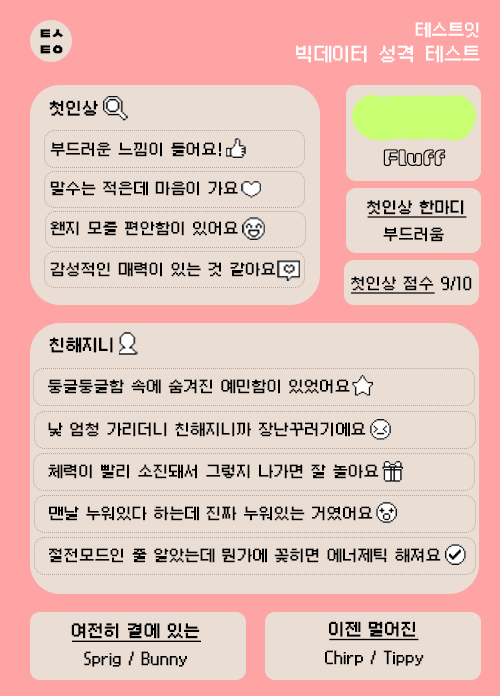 ㅌㅅ
ㅌㅇ
테스트잇
빅데이터 성격 테스트
첫인상
부드러운 느낌이 들어요!
말수는 적은데 마음이 가요
왠지 모를 편안함이 있어요
감성적인 매력이 있는 것 같아요
Fluff
첫인상 한마디
부드러움
첫인상 점수 9/10
친해지니
둥글둥글함 속에 숨겨진 예민함이 있었어요
낯 엄청 가리더니 친해지니까 장난꾸러기예요
체력이 빨리 소진돼서 그렇지 나가면 잘 놀아요
맨날 누워있다 하는데 진짜 누워있는 거였어요
절전모드인 줄 알았는데 뭔가에 꽂히면 에너제틱 해져요
여전히 곁에 있는
Sprig / Bunny
이젠 멀어진
Chirp / Tippy